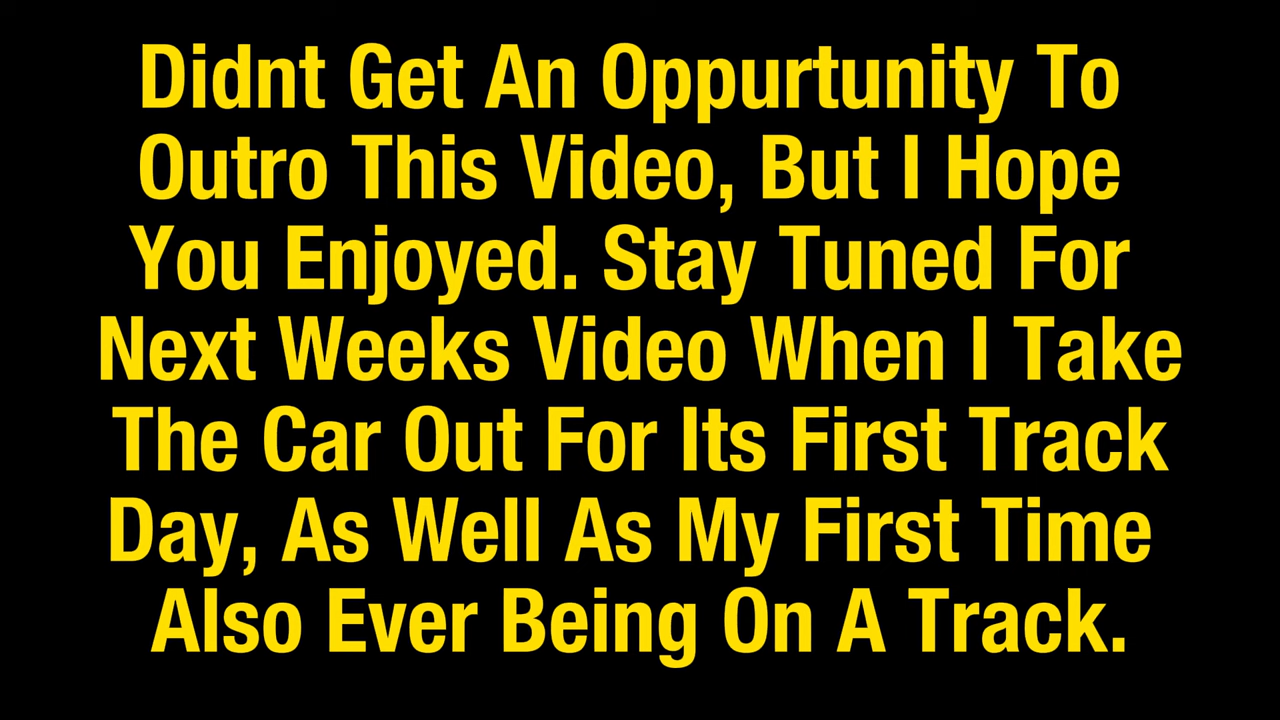 Didnt Get An Oppurtunity To
Outro This Video, But I Hope
You Enjoyed. Stay Tuned For
Next Weeks Video When I Take
The Car Out For Its First Track
Day, As Well As My First Time
Also Ever Being On A Track.